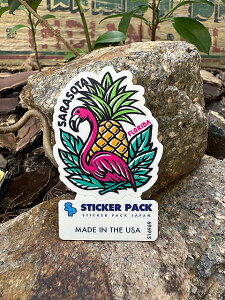 SARASOTA
FLORIDA
STICKER PACK
STICKER PACK JAPAN
MADE IN THE USA